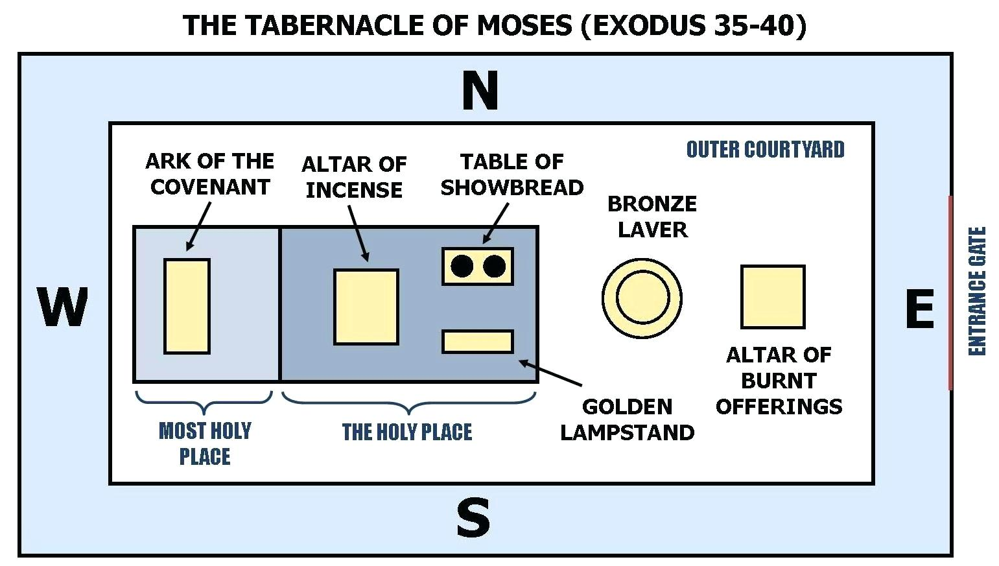 THE TABERNACLE OF MOSES (EXODUS 35-40)
N
OUTER COURTYARD
ARK OF THE
COVENANT
ALTAR OF
INCENSE
TABLE OF
SHOWBREAD
BRONZE
LAVER
W
E
ENTRANCE GATE
ALTAR OF
BURNT
OFFERINGS
GOLDEN
LAMPSTAND
MOST HOLY
PLACE
THE HOLY PLACE
S